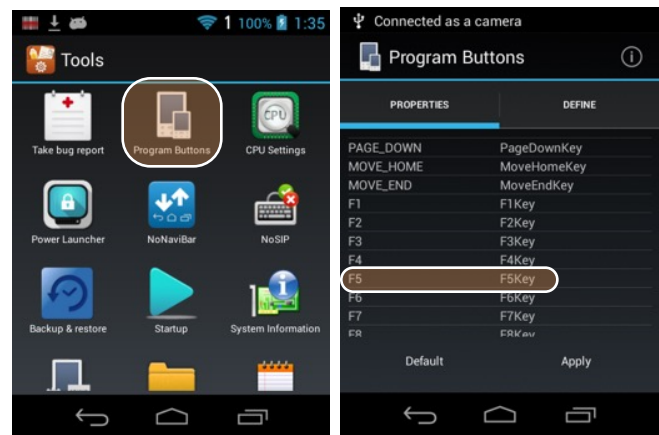 1 100% 1:35
Tools
Take bug report Program Buttons CPU Settings
CPU
Power Launcher NoNaviBar NoSIP
Backup & restore Startup System Information
Connected as a camera
Program Buttons
PROPERTIES DEFINE
PAGE_DOWN PageDownKey
MOVE_HOME MoveHomeKey
MOVE_END MoveEndKey
F1 F1Key
F2 F2Key
F3 F3Key
F4 F4Key
F5 F5Key
F6 F6Key
F7 F7Key
F8 F8Key
Default Apply